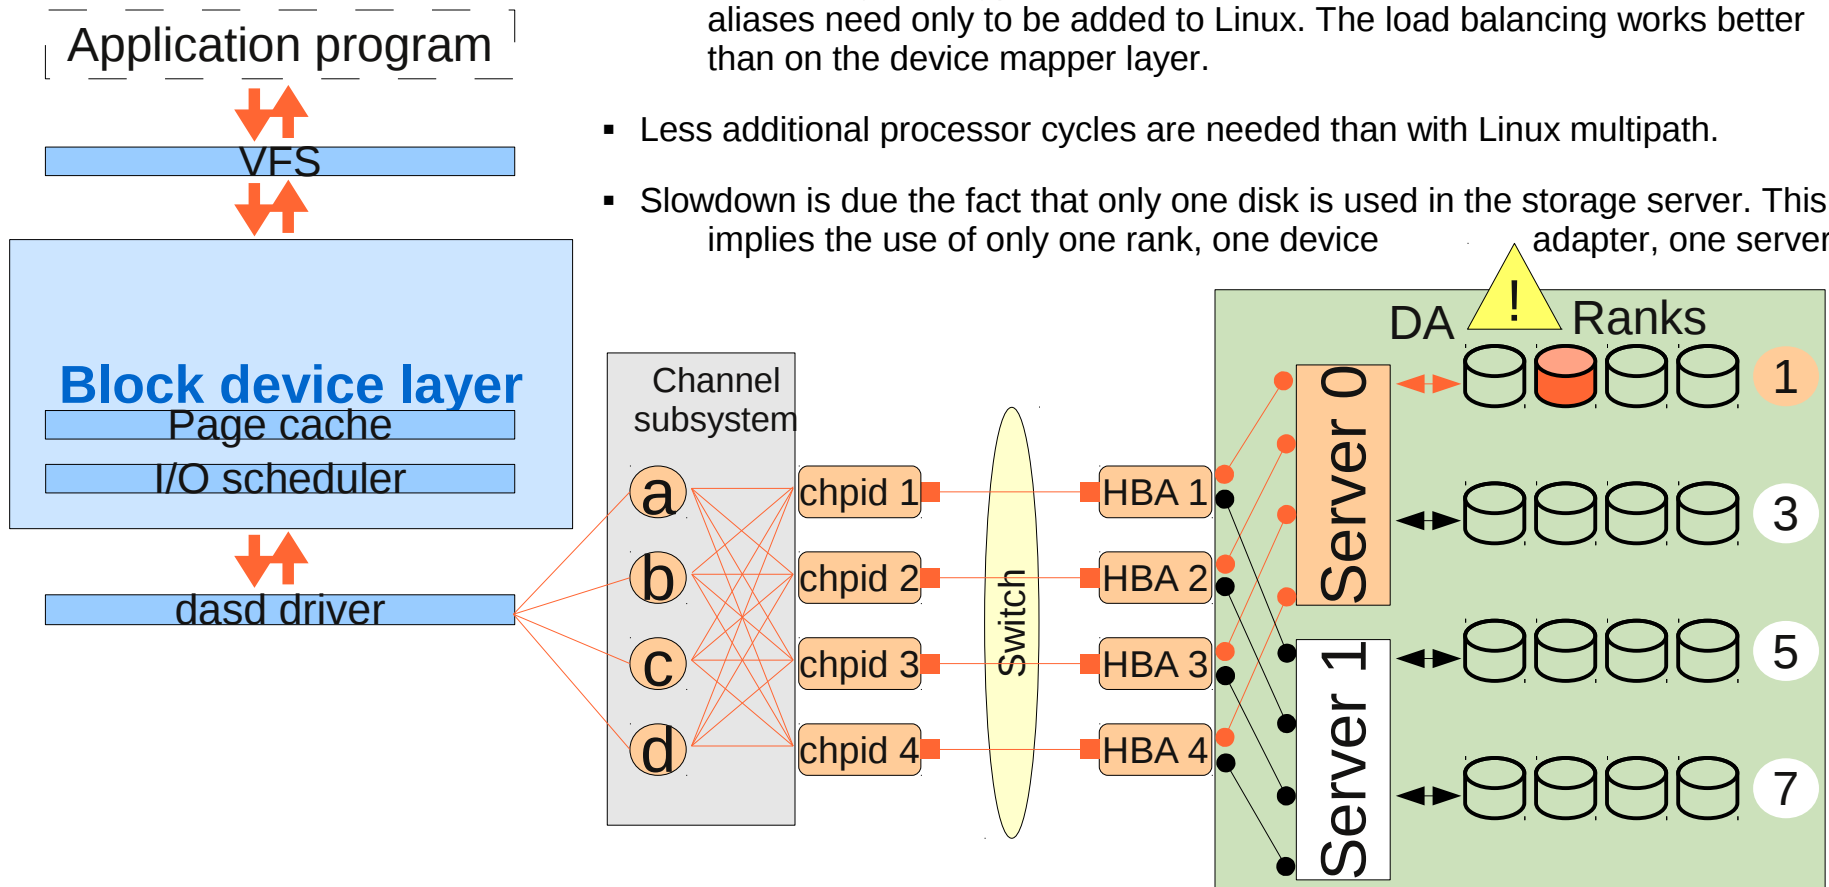 aliases need only to be added to Linux. The load balancing works better
than on the device mapper layer.
▪ Less additional processor cycles are needed than with Linux multipath.
▪ Slowdown is due the fact that only one disk is used in the storage server. This
implies the use of only one rank, one device adapter, one server
Application program
VFS
Block device layer
Page cache
I/O scheduler
dasd driver
Channel
subsystem
a
b
c
d
chpid 1
chpid 2
chpid 3
chpid 4
Switch
HBA 1
HBA 2
HBA 3
HBA 4
DA
!
Ranks
Server 0
Server 1
1
3
5
7